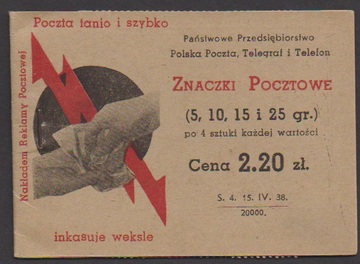 Poczta tanio i szybko
Nakładem Reklamy Pocztowej
inkasuje weksle
Państwowe Przedsiębiorstwo
Polska Poczta, Telegraf i Telefon
ZNACZKI POCZTOWE
(5, 10, 15 i 25 gr.)
po 4 sztuki każdej wartości
Cena 2.20 zł.
S. 4. 15. IV. 38.
20000.